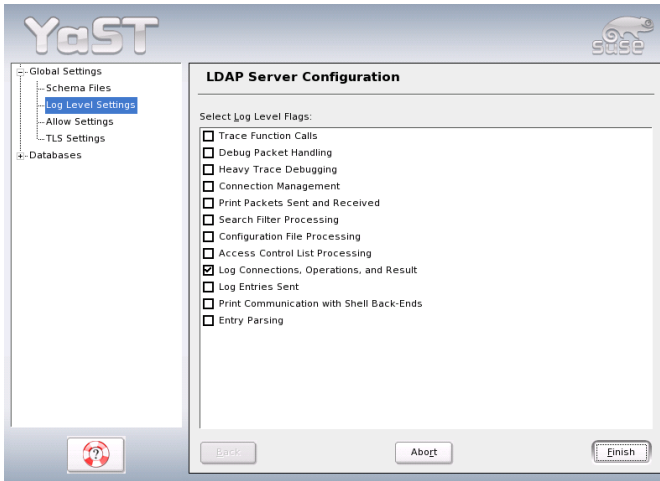 YaST
SUSE
Global Settings
Schema Files
Log Level Settings
Allow Settings
TLS Settings
Databases
LDAP Server Configuration
Select Log Level Flags:
Trace Function Calls
Debug Packet Handling
Heavy Trace Debugging
Connection Management
Print Packets Sent and Received
Search Filter Processing
Configuration File Processing
Access Control List Processing
Log Connections, Operations, and Result
Log Entries Sent
Print Communication with Shell Back-Ends
Entry Parsing
Back
Abort
Finish